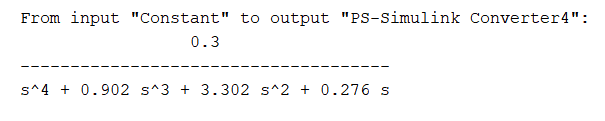 From input "Constant" to output "PS-Simulink Converter4":
0.3
-------------------------------------
s^4 + 0.902 s^3 + 3.302 s^2 + 0.276 s